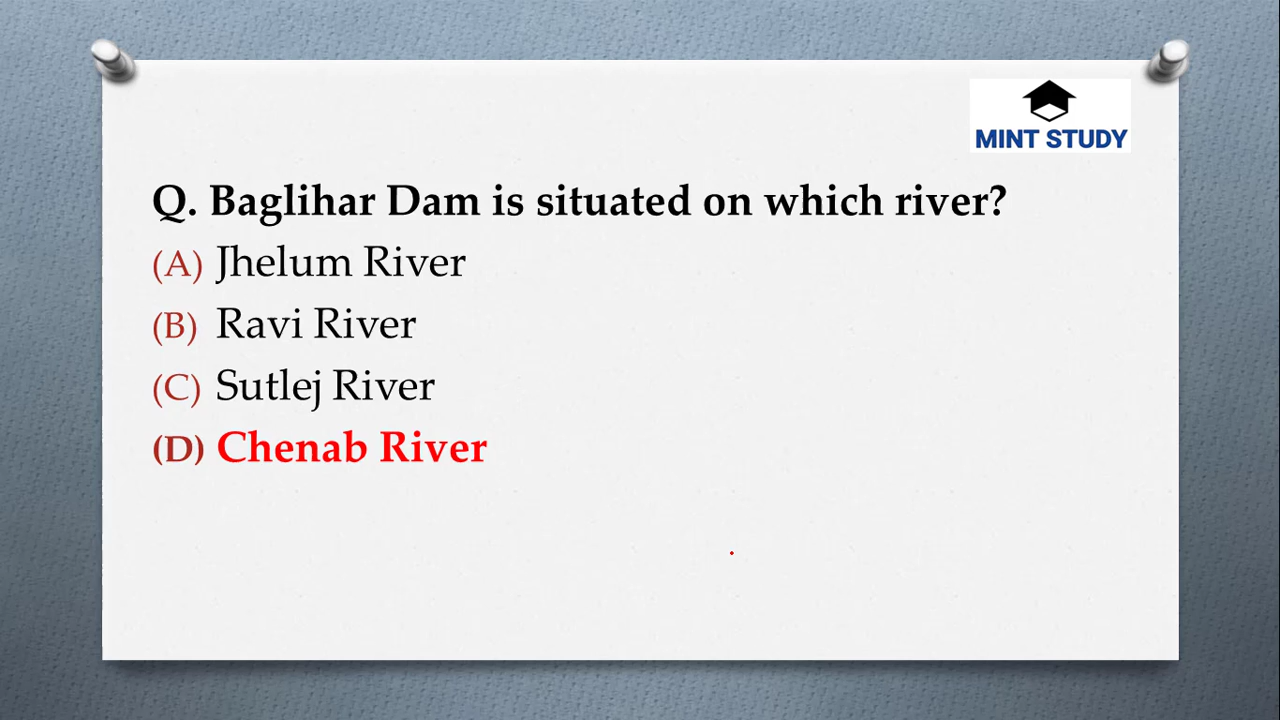 MINT STUDY
Q. Baglihar Dam is situated on which river?
(A) Jhelum River
(B) Ravi River
(C) Sutlej River
(D) Chenab River